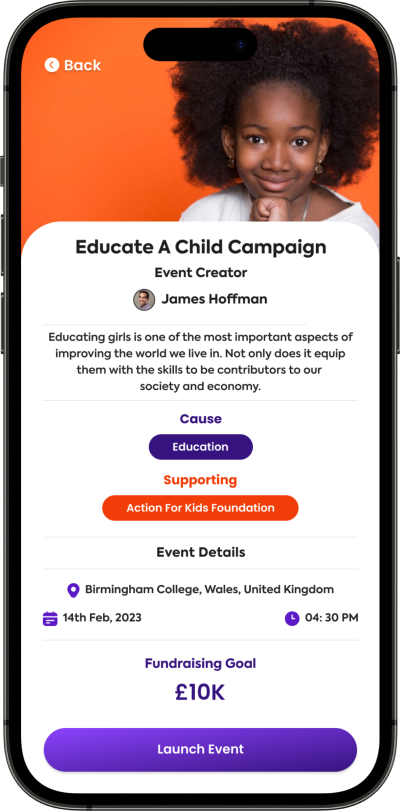 Back
Educate A Child Campaign
Event Creator
James Hoffman
Educating girls is one of the most important aspects of
improving the world we live in. Not only does it equip
them with the skills to be contributors to our
society and economy.
Cause
Education
Supporting
Action For Kids Foundation
Event Details
Birmingham College, Wales, United Kingdom
14th Feb, 2023 04: 30 PM
Fundraising Goal
£10K
Launch Event